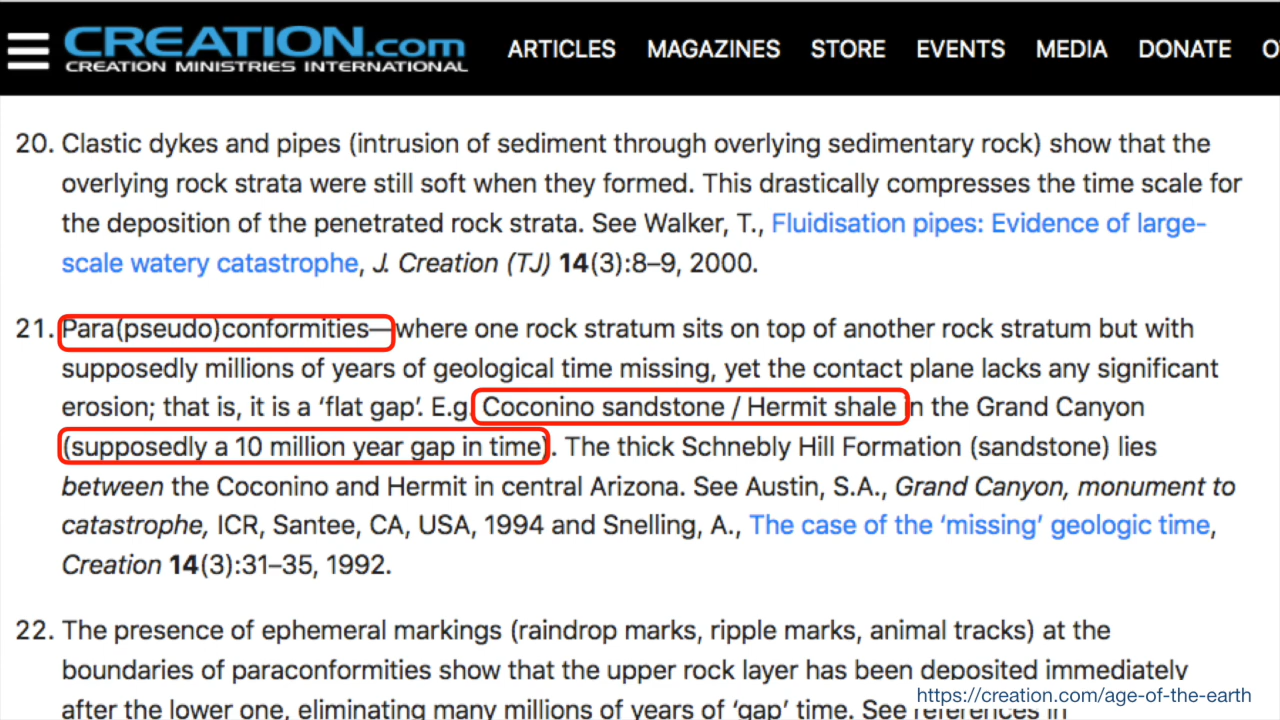 CREATION.com
CREATION MINISTRIES INTERNATIONAL
ARTICLES MAGAZINES STORE EVENTS MEDIA DONATE
20. Clastic dykes and pipes (intrusion of sediment through overlying sedimentary rock) show that the
overlying rock strata were still soft when they formed. This drastically compresses the time scale for
the deposition of the penetrated rock strata. See Walker, T., Fluidisation pipes: Evidence of large-
scale watery catastrophe, J. Creation (TJ) 14(3):8–9, 2000.
21. Para(pseudo)conformities—where one rock stratum sits on top of another rock stratum but with
supposedly millions of years of geological time missing, yet the contact plane lacks any significant
erosion; that is, it is a ‘flat gap’. E.g. Coconino sandstone / Hermit shale in the Grand Canyon
(supposedly a 10 million year gap in time). The thick Schnebly Hill Formation (sandstone) lies
between the Coconino and Hermit in central Arizona. See Austin, S.A., Grand Canyon, monument to
catastrophe, ICR, Santee, CA, USA, 1994 and Snelling, A., The case of the ‘missing’ geologic time,
Creation 14(3):31–35, 1992.
22. The presence of ephemeral markings (raindrop marks, ripple marks, animal tracks) at the
boundaries of paraconformities show that the upper rock layer has been deposited immediately
after the lower one, eliminating many millions of years of ‘gap’ time. See references in
https://creation.com/age-of-the-earth